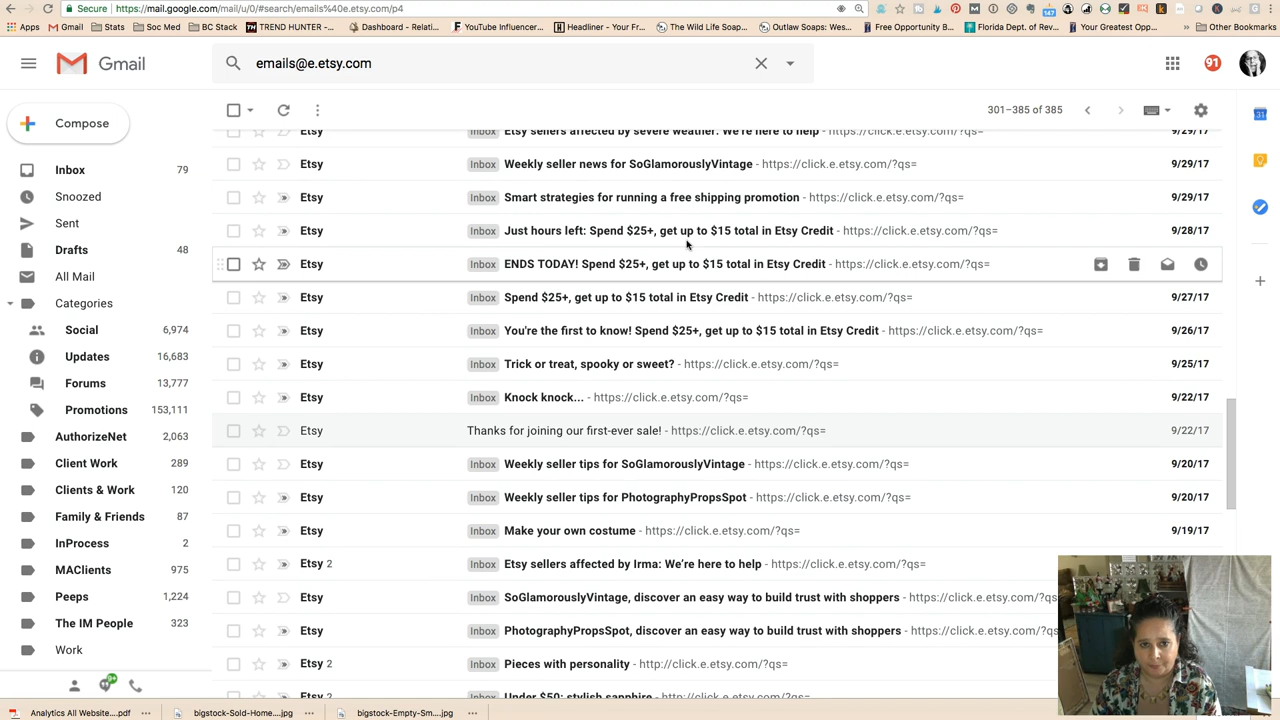 Secure | https://mail.google.com/mail/u/0/#search/emails%40e.etsy.com/p4
147
Apps Gmail Stats Soc Med BC Stack TREND HUNTER -... Dashboard - Relati... YouTube Influencer... Headliner - Your Fr... The Wild Life Soap... Outlaw Soaps: Wes... Free Opportunity B... Florida Dept. of Rev... Your Greatest Opp... » Other Bookmarks
Gmail emails@e.etsy.com 91
Compose 301–385 of 385
Etsy Inbox Etsy sellers affected by severe weather: We're here to help - https://click.e.etsy.com/?qs= 9/29/17
Etsy Inbox Weekly seller news for SoGlamorouslyVintage - https://click.e.etsy.com/?qs= 9/29/17
Etsy Inbox Smart strategies for running a free shipping promotion - https://click.e.etsy.com/?qs= 9/29/17
Etsy Inbox Just hours left: Spend $25+, get up to $15 total in Etsy Credit - https://click.e.etsy.com/?qs= 9/28/17
Etsy Inbox ENDS TODAY! Spend $25+, get up to $15 total in Etsy Credit - https://click.e.etsy.com/?qs=
Etsy Inbox Spend $25+, get up to $15 total in Etsy Credit - https://click.e.etsy.com/?qs= 9/27/17
Etsy Inbox You're the first to know! Spend $25+, get up to $15 total in Etsy Credit - https://click.e.etsy.com/?qs= 9/26/17
Etsy Inbox Trick or treat, spooky or sweet? - https://click.e.etsy.com/?qs= 9/25/17
Etsy Inbox Knock knock... - https://click.e.etsy.com/?qs= 9/22/17
Etsy Thanks for joining our first-ever sale! - https://click.e.etsy.com/?qs= 9/22/17
Etsy Inbox Weekly seller tips for SoGlamorouslyVintage - https://click.e.etsy.com/?qs= 9/20/17
Etsy Inbox Weekly seller tips for PhotographyPropsSpot - https://click.e.etsy.com/?qs= 9/20/17
Etsy Inbox Make your own costume - https://click.e.etsy.com/?qs= 9/19/17
Etsy 2 Inbox Etsy sellers affected by Irma: We're here to help - https://click.e.etsy.com/?qs=
Etsy Inbox SoGlamorouslyVintage, discover an easy way to build trust with shoppers - https://click.e.etsy.com
Etsy Inbox PhotographyPropsSpot, discover an easy way to build trust with shoppers - https://click.e.etsy.com
Etsy 2 Inbox Pieces with personality - http://click.e.etsy.com/?qs=
Etsy 2 Inbox Under $50: stylish sapphire - http://click.e.etsy.com/?qs=
Inbox 79
Snoozed
Sent
Drafts 48
All Mail
Categories
Social 6,974
Updates 16,683
Forums 13,777
Promotions 153,111
AuthorizeNet 2,063
Client Work 289
Clients & Work 120
Family & Friends 87
InProcess 2
MAClients 975
Peeps 1,224
The IM People 323
Work
9+
Analytics All Website....pdf bigstock-Sold-Home....jpg bigstock-Empty-Sm....jpg